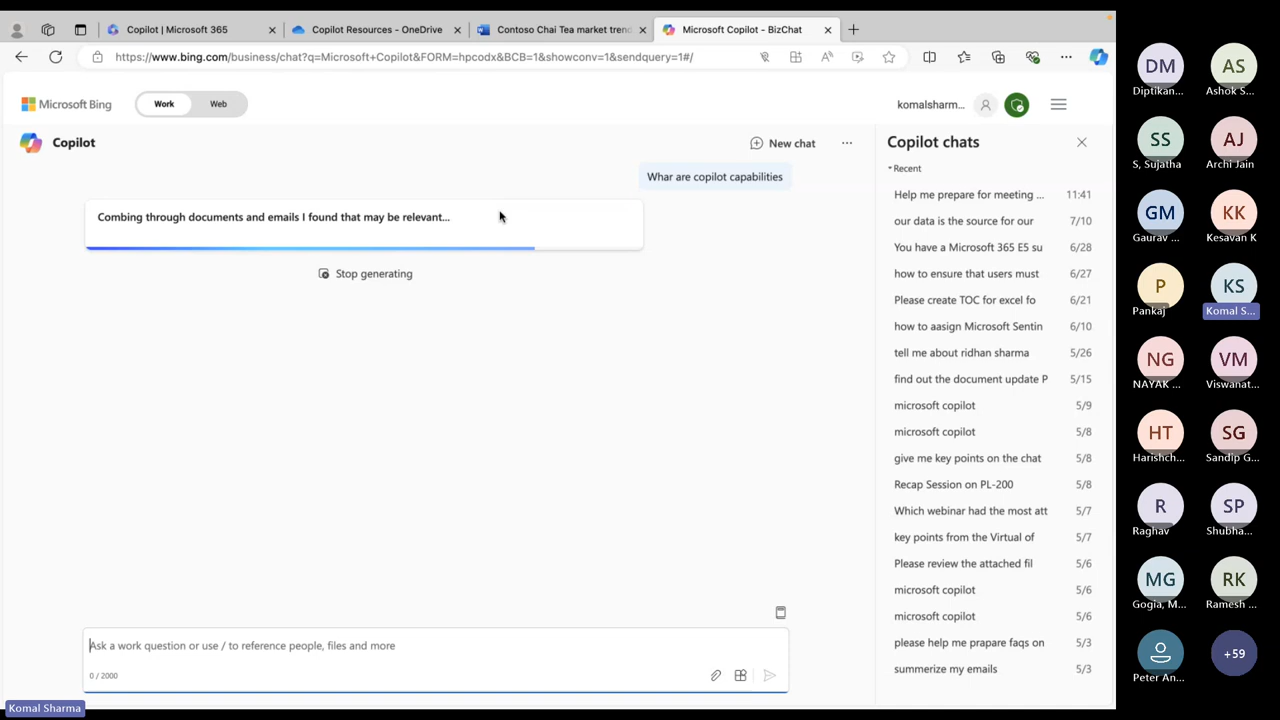 Copilot | Microsoft 365
Copilot Resources - OneDrive
Contoso Chai Tea market trend
Microsoft Copilot - BizChat
https://www.bing.com/business/chat?q=Microsoft+Copilot&FORM=hpcodx&BCB=1&showconv=1&sendquery=1#/
Microsoft Bing
Work
Web
komalsharm...
Copilot
New chat
Whar are copilot capabilities
Combing through documents and emails I found that may be relevant...
Stop generating
Ask a work question or use / to reference people, files and more
0 / 2000
Copilot chats
Recent
Help me prepare for meeting ... 11:41
our data is the source for our 7/10
You have a Microsoft 365 E5 su 6/28
how to ensure that users must 6/27
Please create TOC for excel fo 6/21
how to aasign Microsoft Sentin 6/10
tell me about ridhan sharma 5/26
find out the document update P 5/15
microsoft copilot 5/9
microsoft copilot 5/8
give me key points on the chat 5/8
Recap Session on PL-200 5/8
Which webinar had the most att 5/7
key points from the Virtual of 5/7
Please review the attached fil 5/7
microsoft copilot 5/6
microsoft copilot 5/6
please help me prapare faqs on 5/3
summerize my emails 5/3
DM AS
Diptikan... Ashok S...
SS AJ
S, Sujatha Archi Jain
GM KK
Gaurav ... Kesavan K
P KS
Pankaj Komal S...
NG VM
NAYAK ... Viswanat...
HT SG
Harishch... Sandip G...
R SP
Raghav Shubha...
MG RK
Gogia, M... Ramesh ...
+59
Peter An...
Komal Sharma